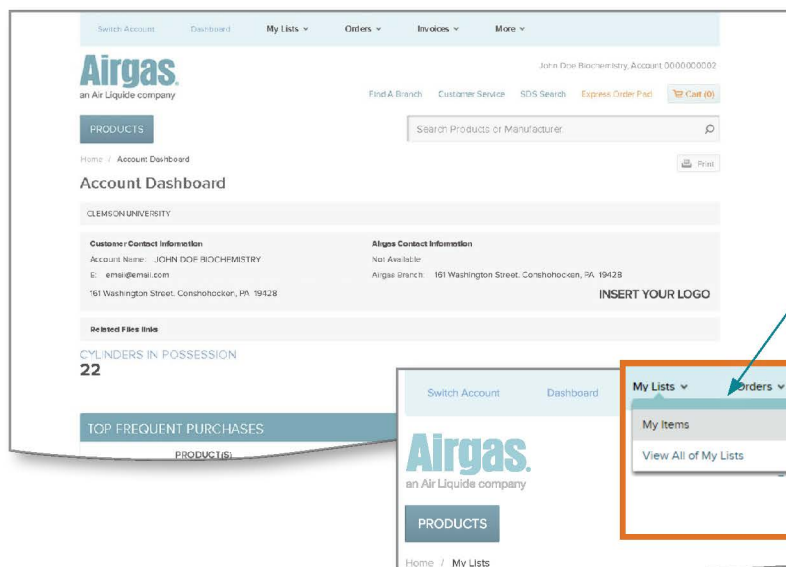 Switch Account Dashboard My Lists Orders Invoices More
Airgas.
an Air Liquide company
John Doe Biochemistry, Account 0000000002
Find A Branch Customer Service SDS Search Express Order Pad Cart (0)
PRODUCTS
Search Products or Manufacturer
Home / Account Dashboard
Print
Account Dashboard
CLEMSON UNIVERSITY
Customer Contact Information Airgas Contact Information
Account Name: JOHN DOE BIOCHEMISTRY Not Available
E: email@email.com Airgas Branch: 161 Washington Street, Conshohocken, PA 19428
161 Washington Street, Conshohocken, PA 19428
INSERT YOUR LOGO
Related Files links
CYLINDERS IN POSSESSION
22
TOP FREQUENT PURCHASES
PRODUCT(S)
Switch Account Dashboard My Lists Orders
My Items
View All of My Lists
Airgas.
an Air Liquide company
PRODUCTS
Home / My Lists